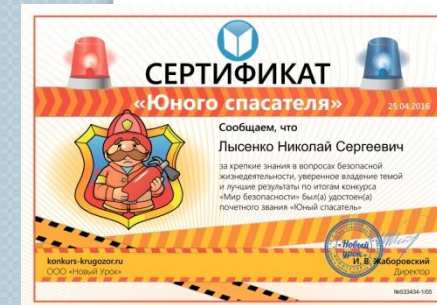 СЕРТИФИКАТ
«Юного спасателя»
25.04.2016
Сообщаем, что
Лысенко Николай Сергеевич
за крепкие знания в вопросах безопасной
жизнедеятельности, уверенное владение темой
и лучшие результаты по итогам конкурса
«Мир безопасности» был(а) удостоен(а)
почетного звания «Юный спасатель»
«Новый
урок»
konkurs-krugozor.ru
ООО «Новый Урок»
И. В. Жаборовский
Директор
№533434-1/05